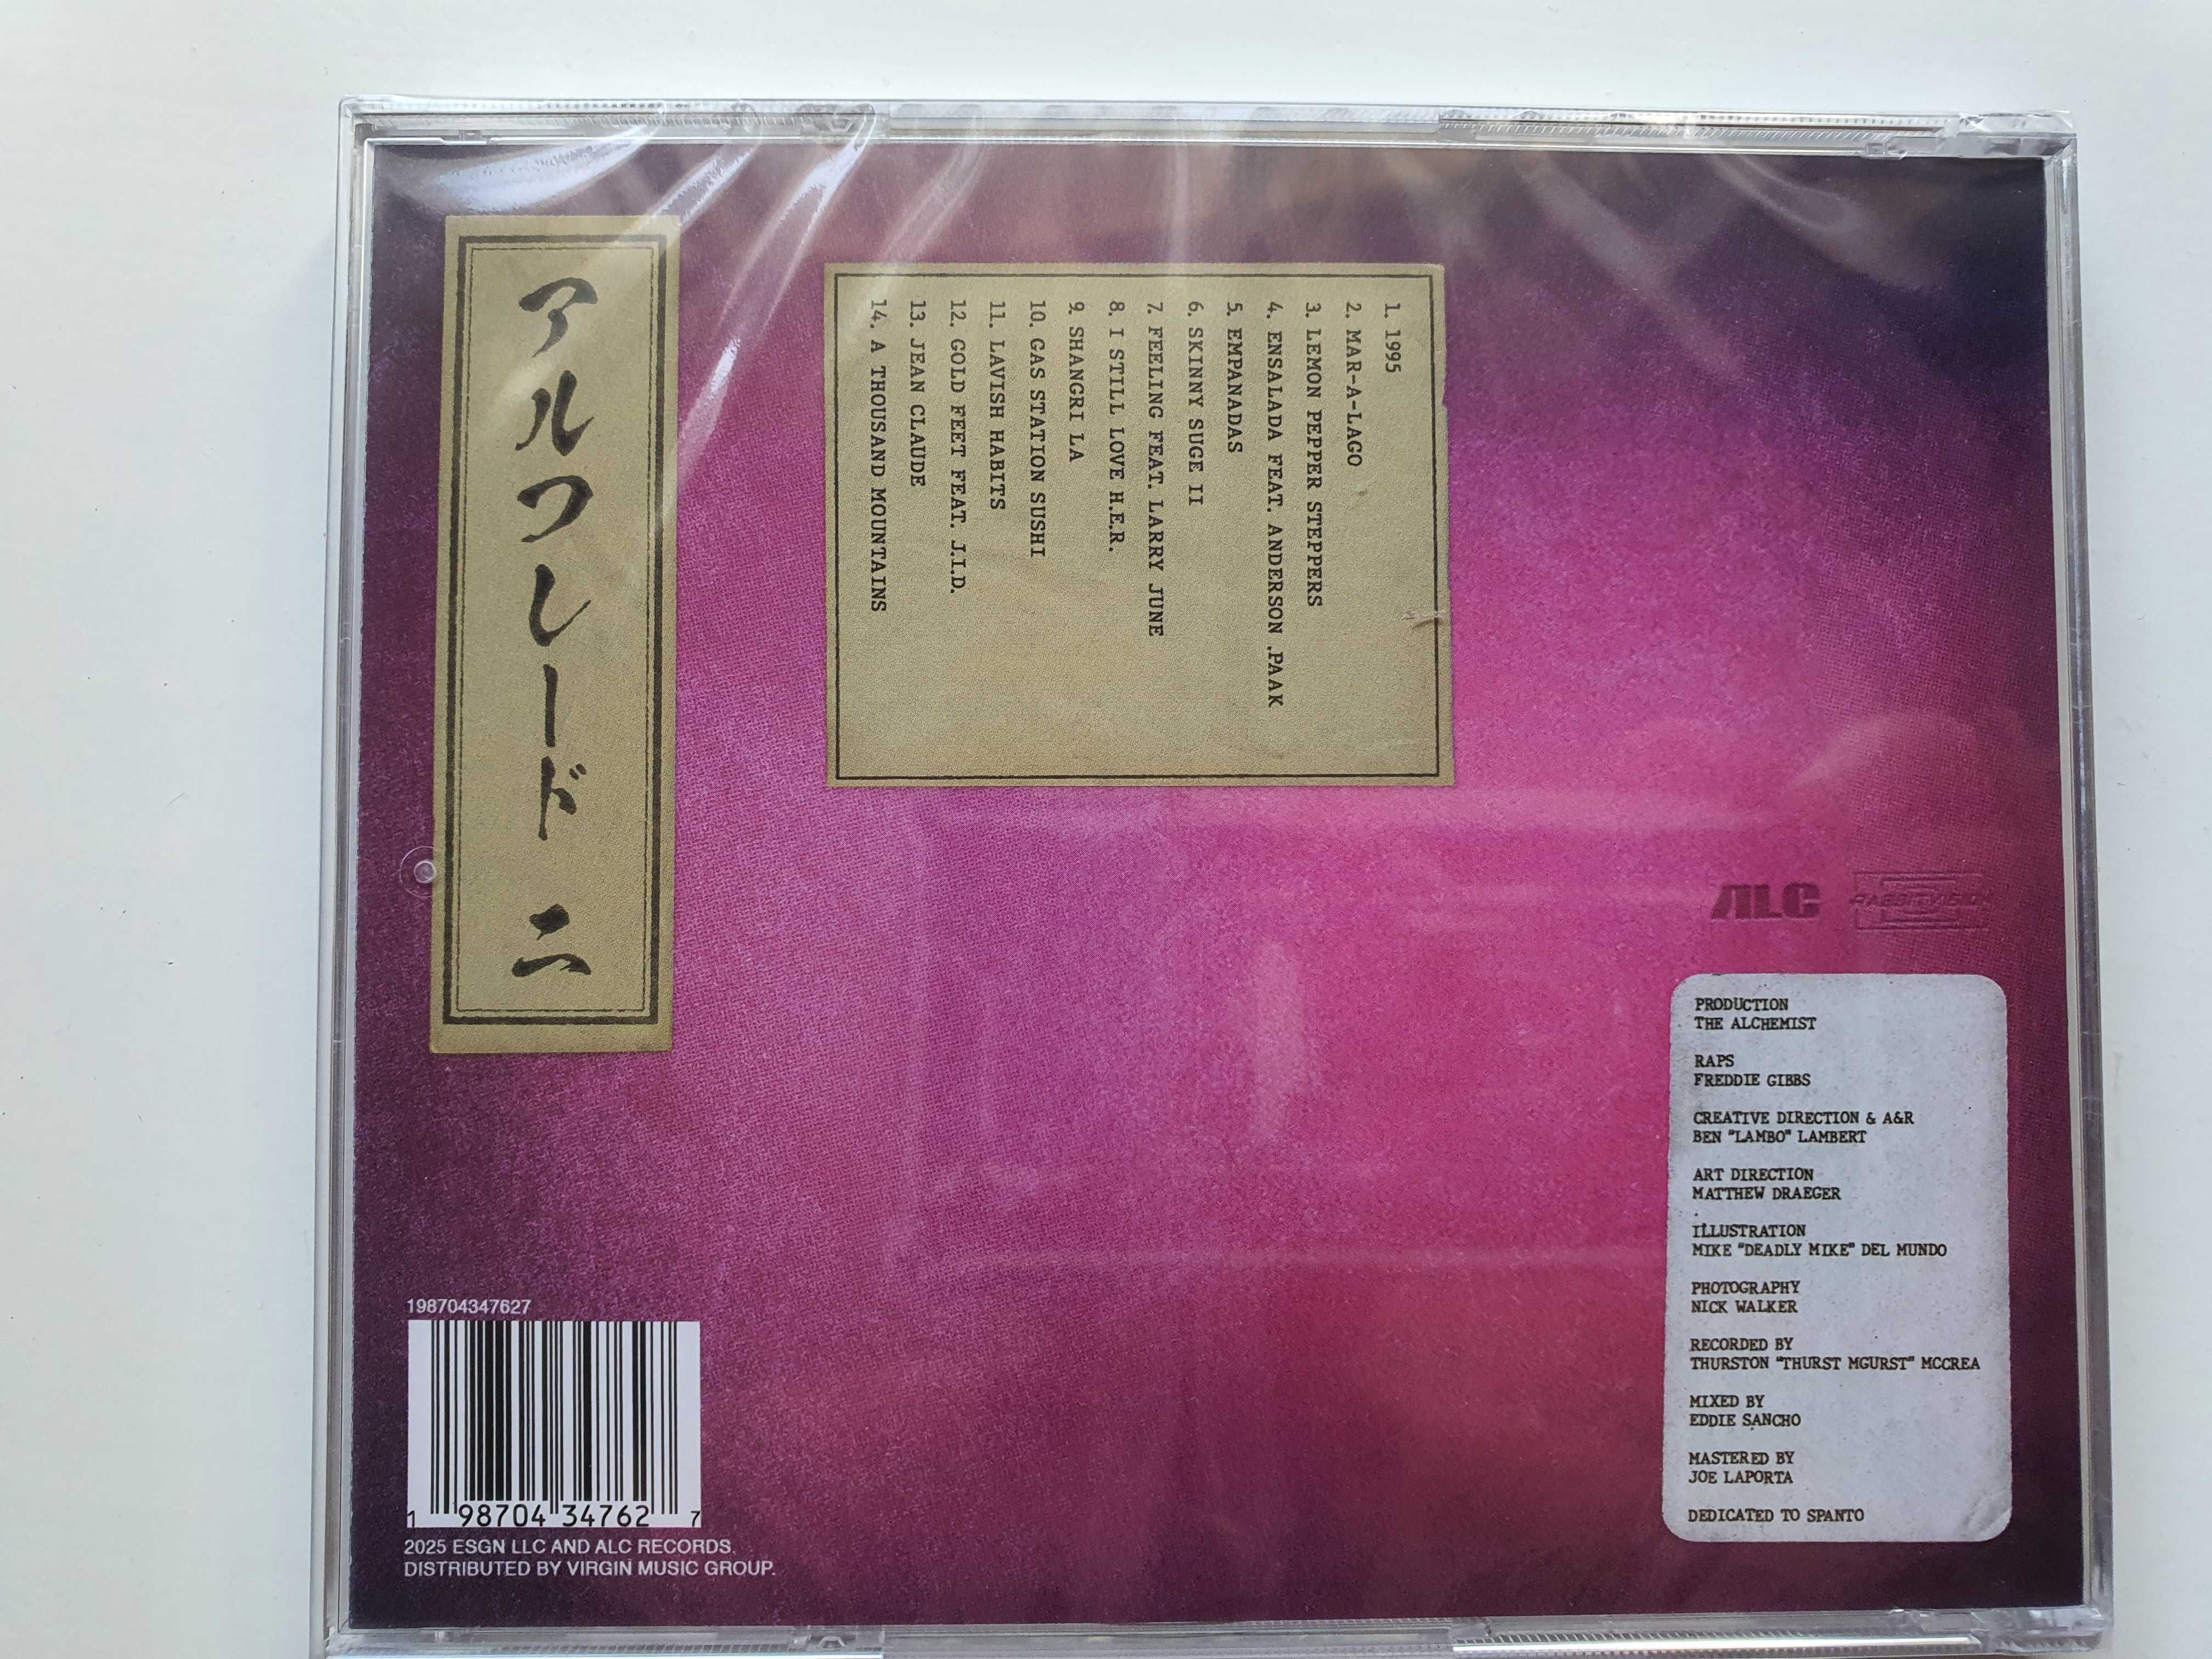 アルフレード 二
1. 1995
2. MAR-A-LAGO
3. LEMON PEPPER STEPPERS
4. ENSALADA FEAT. ANDERSON .PAAK
5. EMPANADAS
6. SKINNY SUGE II
7. FEELING FEAT. LARRY JUNE
8. I STILL LOVE H.E.R.
9. SHANGRI LA
10. GAS STATION SUSHI
11. LAVISH HABITS
12. GOLD FEET FEAT. J.I.D.
13. JEAN CLAUDE
14. A THOUSAND MOUNTAINS
ALC
RABBIT VISION
PRODUCTION
THE ALCHEMIST
RAPS
FREDDIE GIBBS
CREATIVE DIRECTION & A&R
BEN "LAMBO" LAMBERT
ART DIRECTION
MATTHEW DRAEGER
ILLUSTRATION
MIKE "DEADLY MIKE" DEL MUNDO
PHOTOGRAPHY
NICK WALKER
RECORDED BY
THURSTON "THURST MGURST" MCCREA
MIXED BY
EDDIE SANCHO
MASTERED BY
JOE LAPORTA
DEDICATED TO SPANTO
198704347627
1 98704 34762 7
2025 ESGN LLC AND ALC RECORDS.
DISTRIBUTED BY VIRGIN MUSIC GROUP.